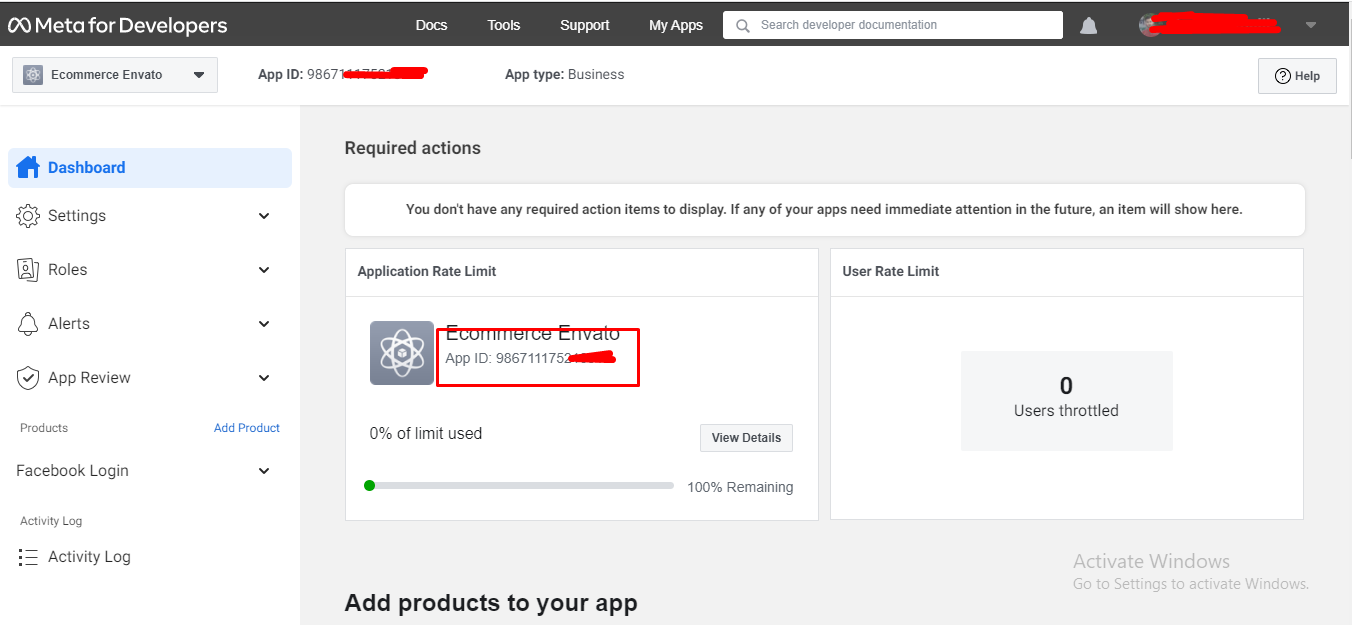 Meta for Developers
Docs Tools Support My Apps Search developer documentation
Ecommerce Envato App ID: 98671 App type: Business Help
Dashboard
Settings
Roles
Alerts
App Review
Products Add Product
Facebook Login
Activity Log
Activity Log
Required actions
You don't have any required action items to display. If any of your apps need immediate attention in the future, an item will show here.
Application Rate Limit
Ecommerce Envato
App ID: 9867111752
0% of limit used View Details
100% Remaining
User Rate Limit
0
Users throttled
Add products to your app
Activate Windows
Go to Settings to activate Windows.